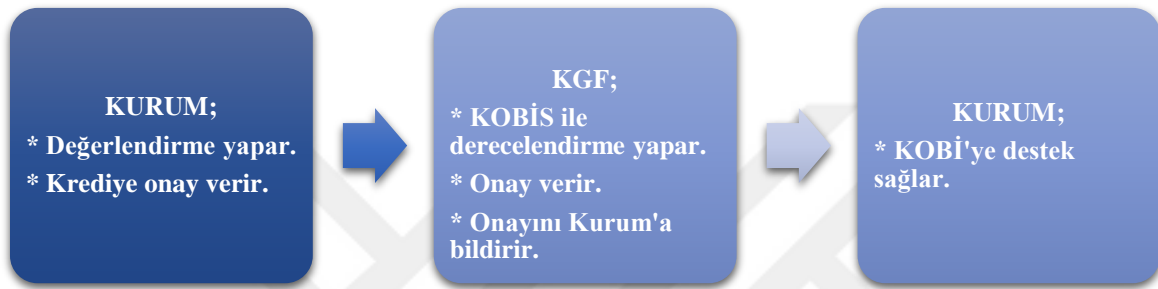 KURUM;
* Değerlendirme yapar.
* Krediye onay verir.
KGF;
* KOBİS ile
derecelendirme yapar.
* Onay verir.
* Onayını Kurum'a
bildirir.
KURUM;
* KOBİ'ye destek
sağlar.